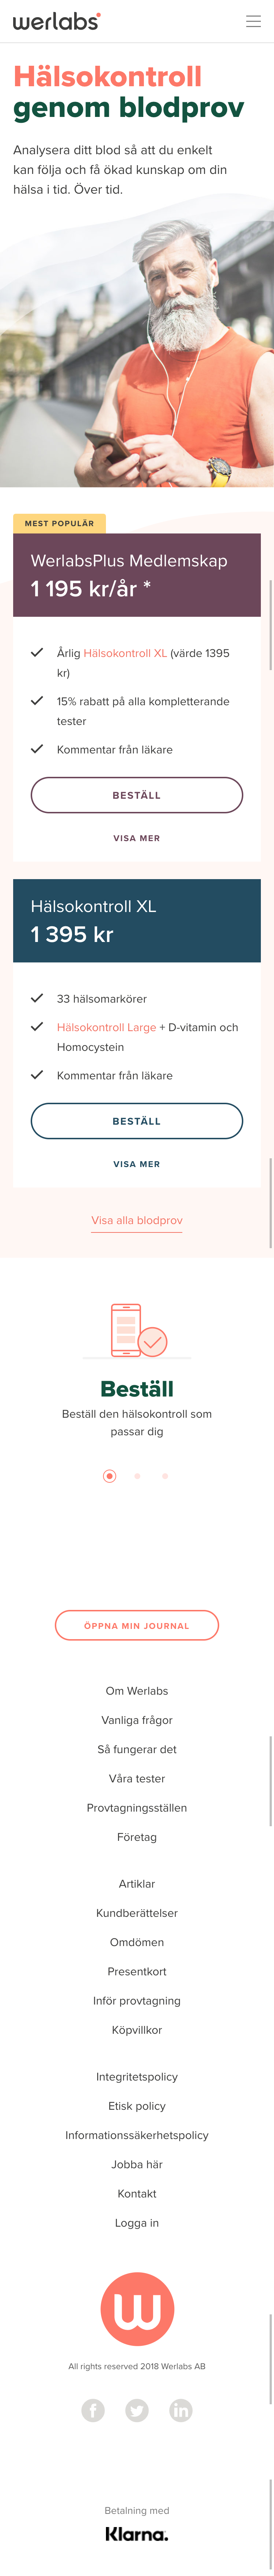 werlabs
Hälsokontroll
genom blodprov
Analysera ditt blod så att du enkelt
kan följa och få ökad kunskap om din
hälsa i tid. Över tid.
MEST POPULÄR
WerlabsPlus Medlemskap
1 195 kr/år *
Årlig Hälsokontroll XL (värde 1395
kr)
15% rabatt på alla kompletterande
tester
Kommentar från läkare
BESTÄLL
VISA MER
Hälsokontroll XL
1 395 kr
33 hälsomarkörer
Hälsokontroll Large + D-vitamin och
Homocystein
Kommentar från läkare
BESTÄLL
VISA MER
Visa alla blodprov
Beställ
Beställ den hälsokontroll som
passar dig
ÖPPNA MIN JOURNAL
Om Werlabs
Vanliga frågor
Så fungerar det
Våra tester
Provtagningsställen
Företag
Artiklar
Kundberättelser
Omdömen
Presentkort
Inför provtagning
Köpvillkor
Integritetspolicy
Etisk policy
Informationssäkerhetspolicy
Jobba här
Kontakt
Logga in
w
All rights reserved 2018 Werlabs AB
Betalning med
Klarna.